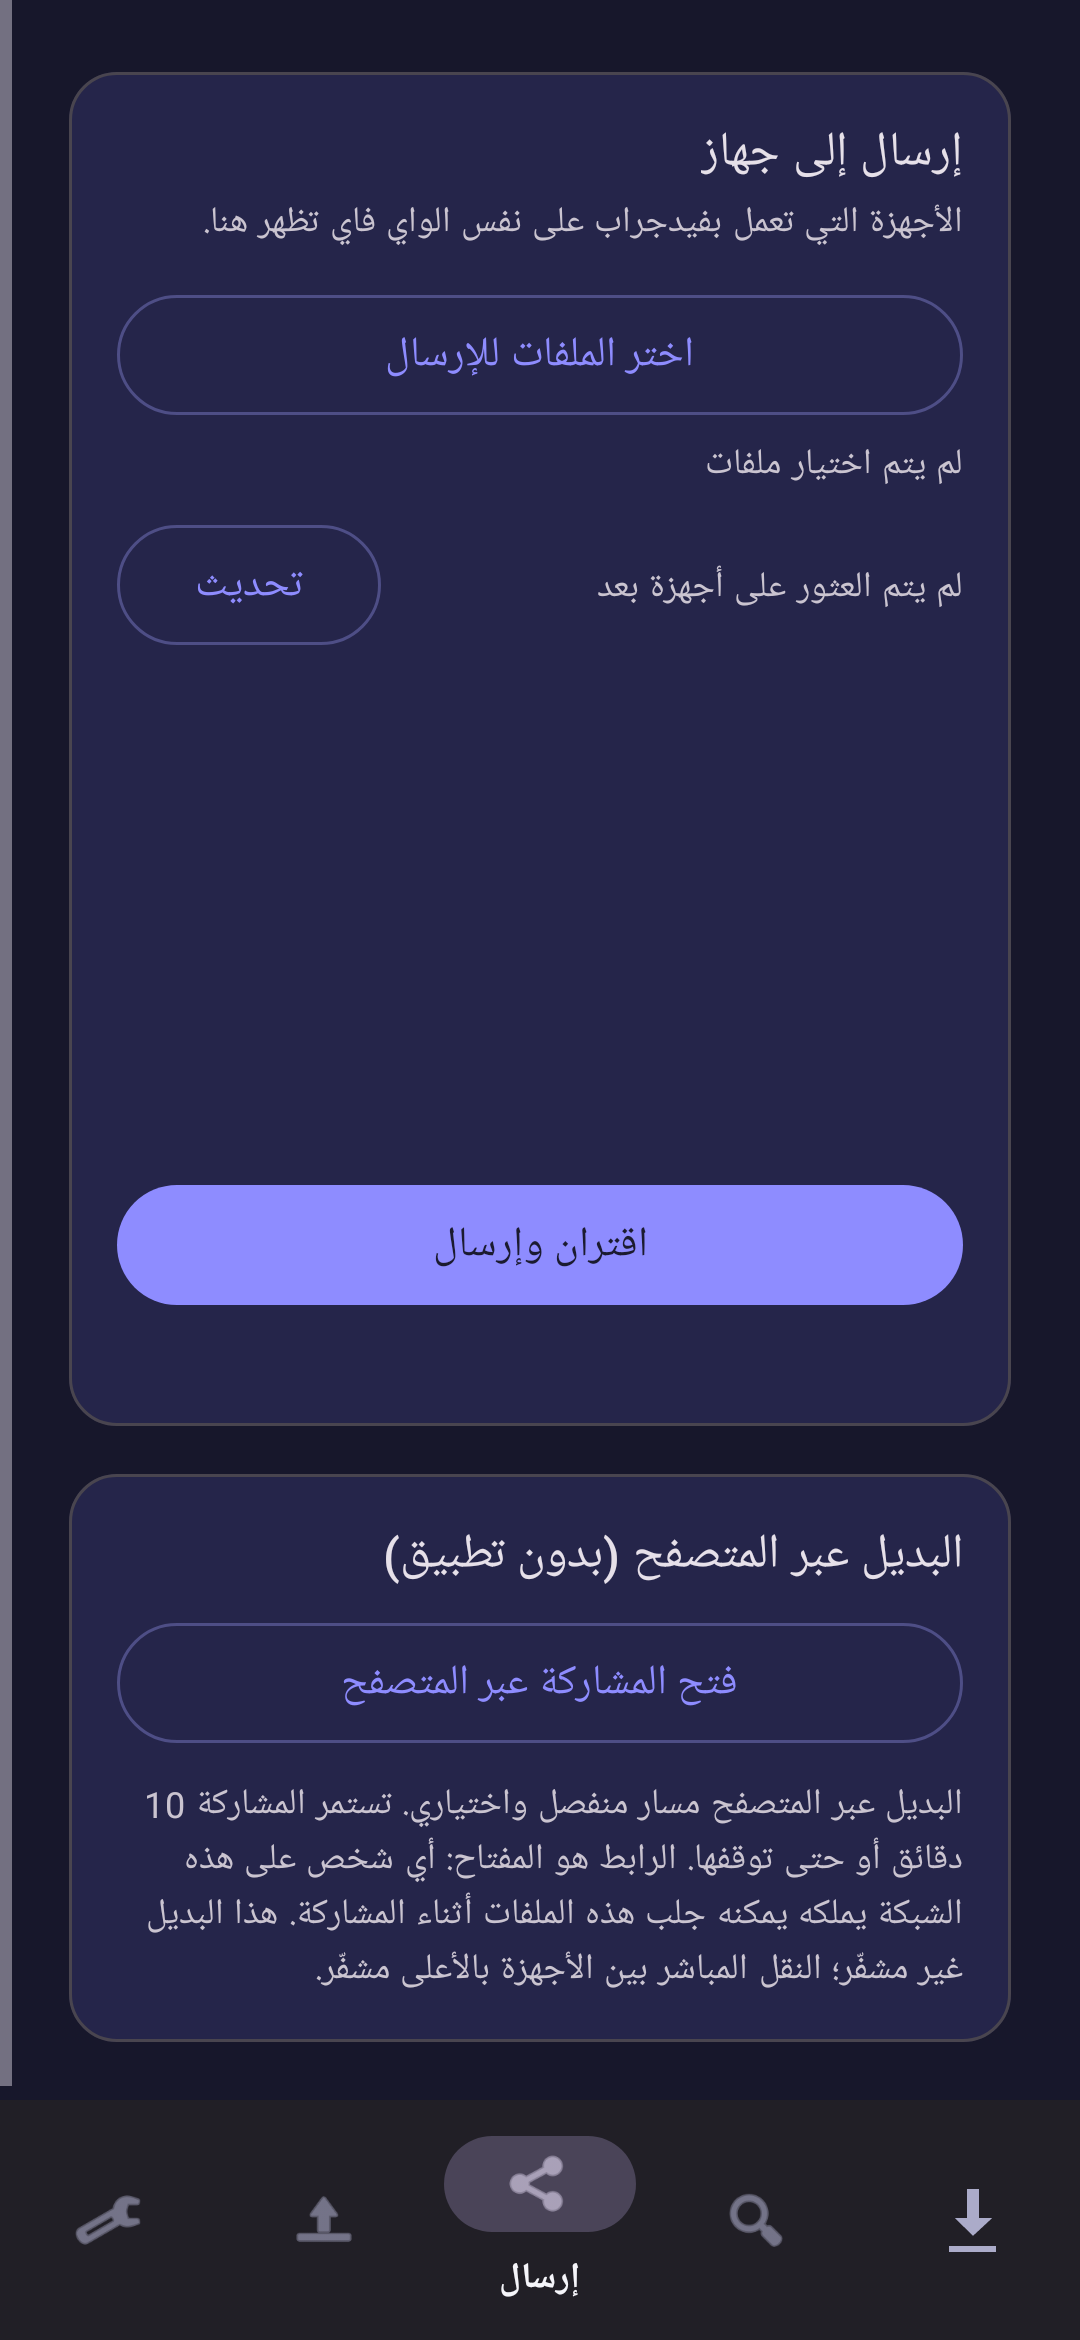 إرسال إلى جهاز
الأجهزة التي تعمل بفيدجراب على نفس الواي فاي تظهر هنا.
اختر الملفات للإرسال
لم يتم اختيار ملفات
لم يتم العثور على أجهزة بعد
تحديث
اقتران وإرسال
البديل عبر المتصفح (بدون تطبيق)
فتح المشاركة عبر المتصفح
البديل عبر المتصفح مسار منفصل واختياري. تستمر المشاركة 10
دقائق أو حتى توقفها. الرابط هو المفتاح: أي شخص على هذه
الشبكة يملكه يمكنه جلب هذه الملفات أثناء المشاركة. هذا البديل
غير مشفّر؛ النقل المباشر بين الأجهزة بالأعلى مشفّر.
إرسال